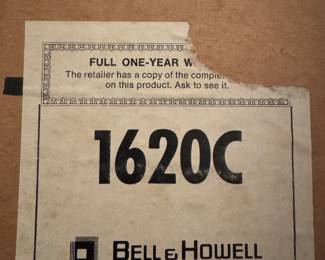 FULL ONE-YEAR W
The retailer has a copy of the comple
on this product. Ask to see it.
1620C
BELL & HOWELL